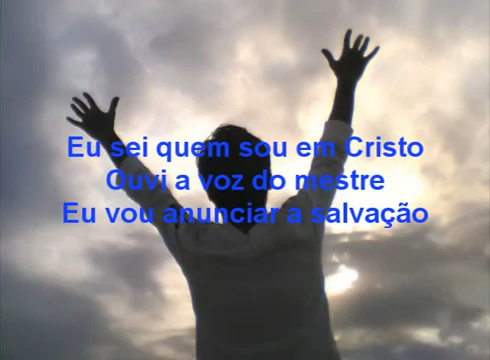 Eu sei quem sou em Cristo
Ouvi a voz do mestre
Eu vou anunciar a salvação